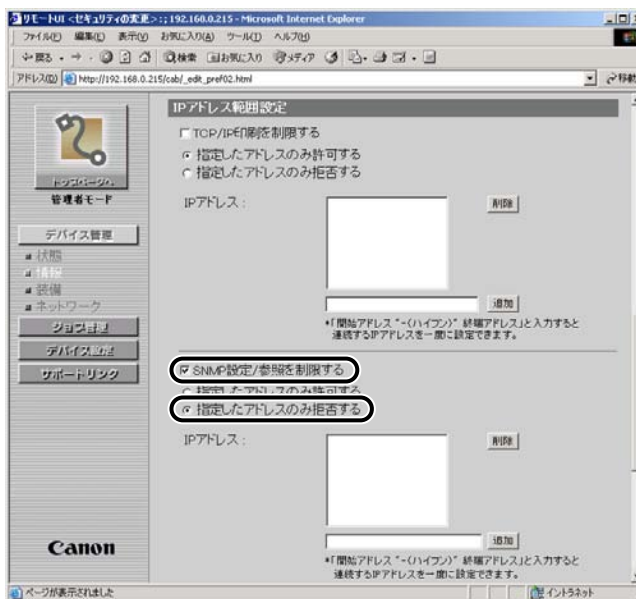 リモートUI <セキュリティの変更> : ; 192.168.0.215 - Microsoft Internet Explorer
ファイル(F) 編集(E) 表示(V) お気に入り(A) ツール(T) ヘルプ(H)
戻る 検索 お気に入り メディア
アドレス(D) http://192.168.0.215/cab/_edit_pref02.html 移動
トップページへ
管理者モード
デバイス管理
状態
情報
装備
ネットワーク
ジョブ管理
デバイス設定
サポートリンク
Canon
IPアドレス範囲設定
TCP/IP印刷を制限する
指定したアドレスのみ許可する
指定したアドレスのみ拒否する
IPアドレス :
削除
追加
*「開始アドレス "-(ハイフン)" 終端アドレス」と入力すると
連続するIPアドレスを一度に設定できます。
SNMP設定/参照を制限する
指定したアドレスのみ許可する
指定したアドレスのみ拒否する
IPアドレス :
削除
追加
*「開始アドレス "-(ハイフン)" 終端アドレス」と入力すると
連続するIPアドレスを一度に設定できます。
ページが表示されました
イントラネット